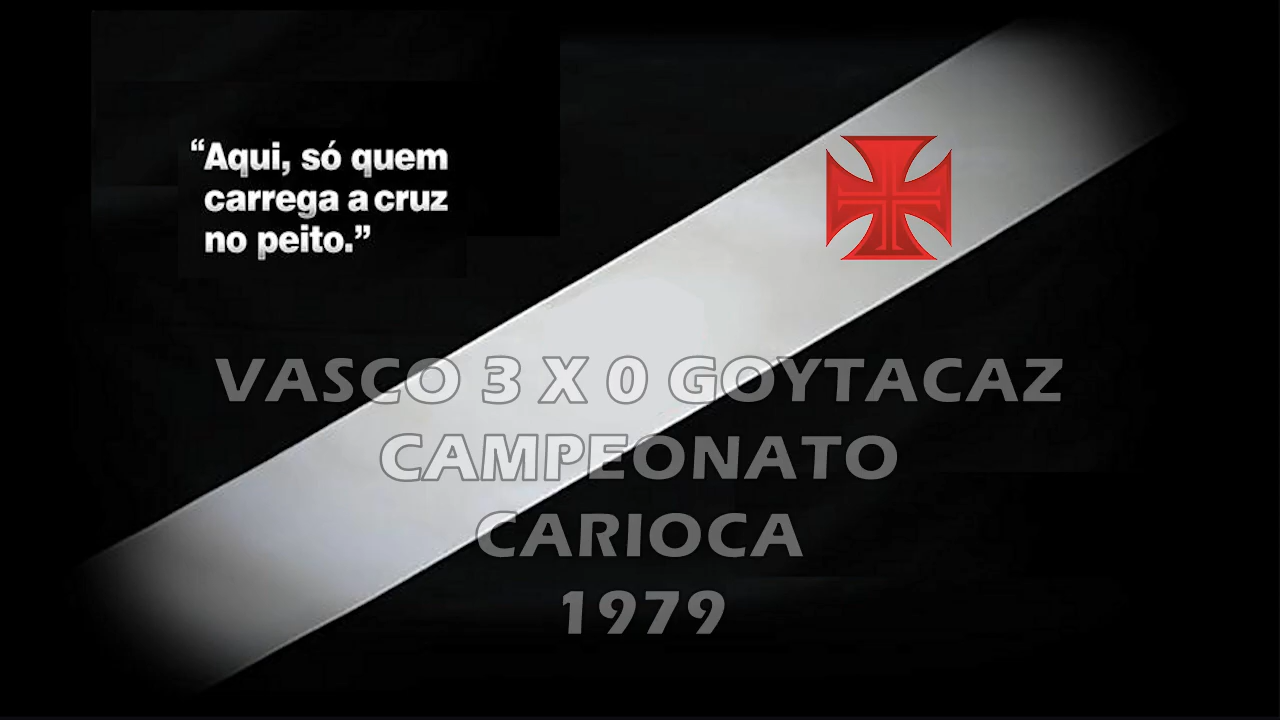 “Aqui, só quem
carrega a cruz
no peito.”
VASCO 3 X 0 GOYTACAZ
CAMPEONATO
CARIOCA
1979